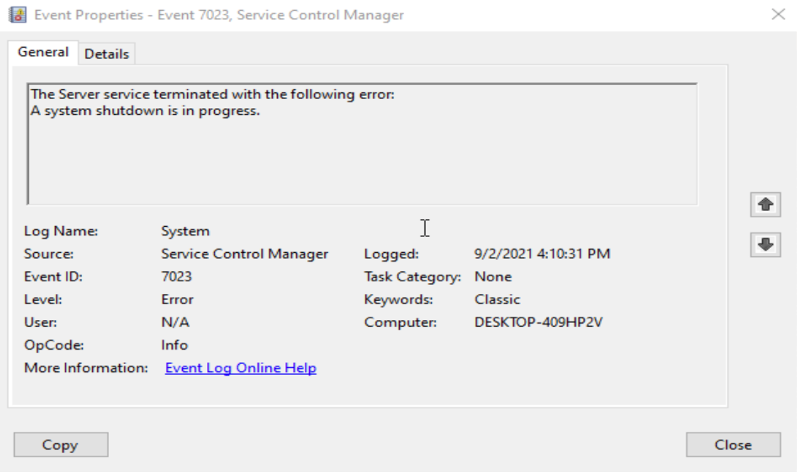 Event Properties - Event 7023, Service Control Manager
General
Details
The Server service terminated with the following error:
A system shutdown is in progress.
Log Name: System
Source: Service Control Manager Logged: 9/2/2021 4:10:31 PM
Event ID: 7023 Task Category: None
Level: Error Keywords: Classic
User: N/A Computer: DESKTOP-409HP2V
OpCode: Info
More Information: Event Log Online Help
Copy
Close